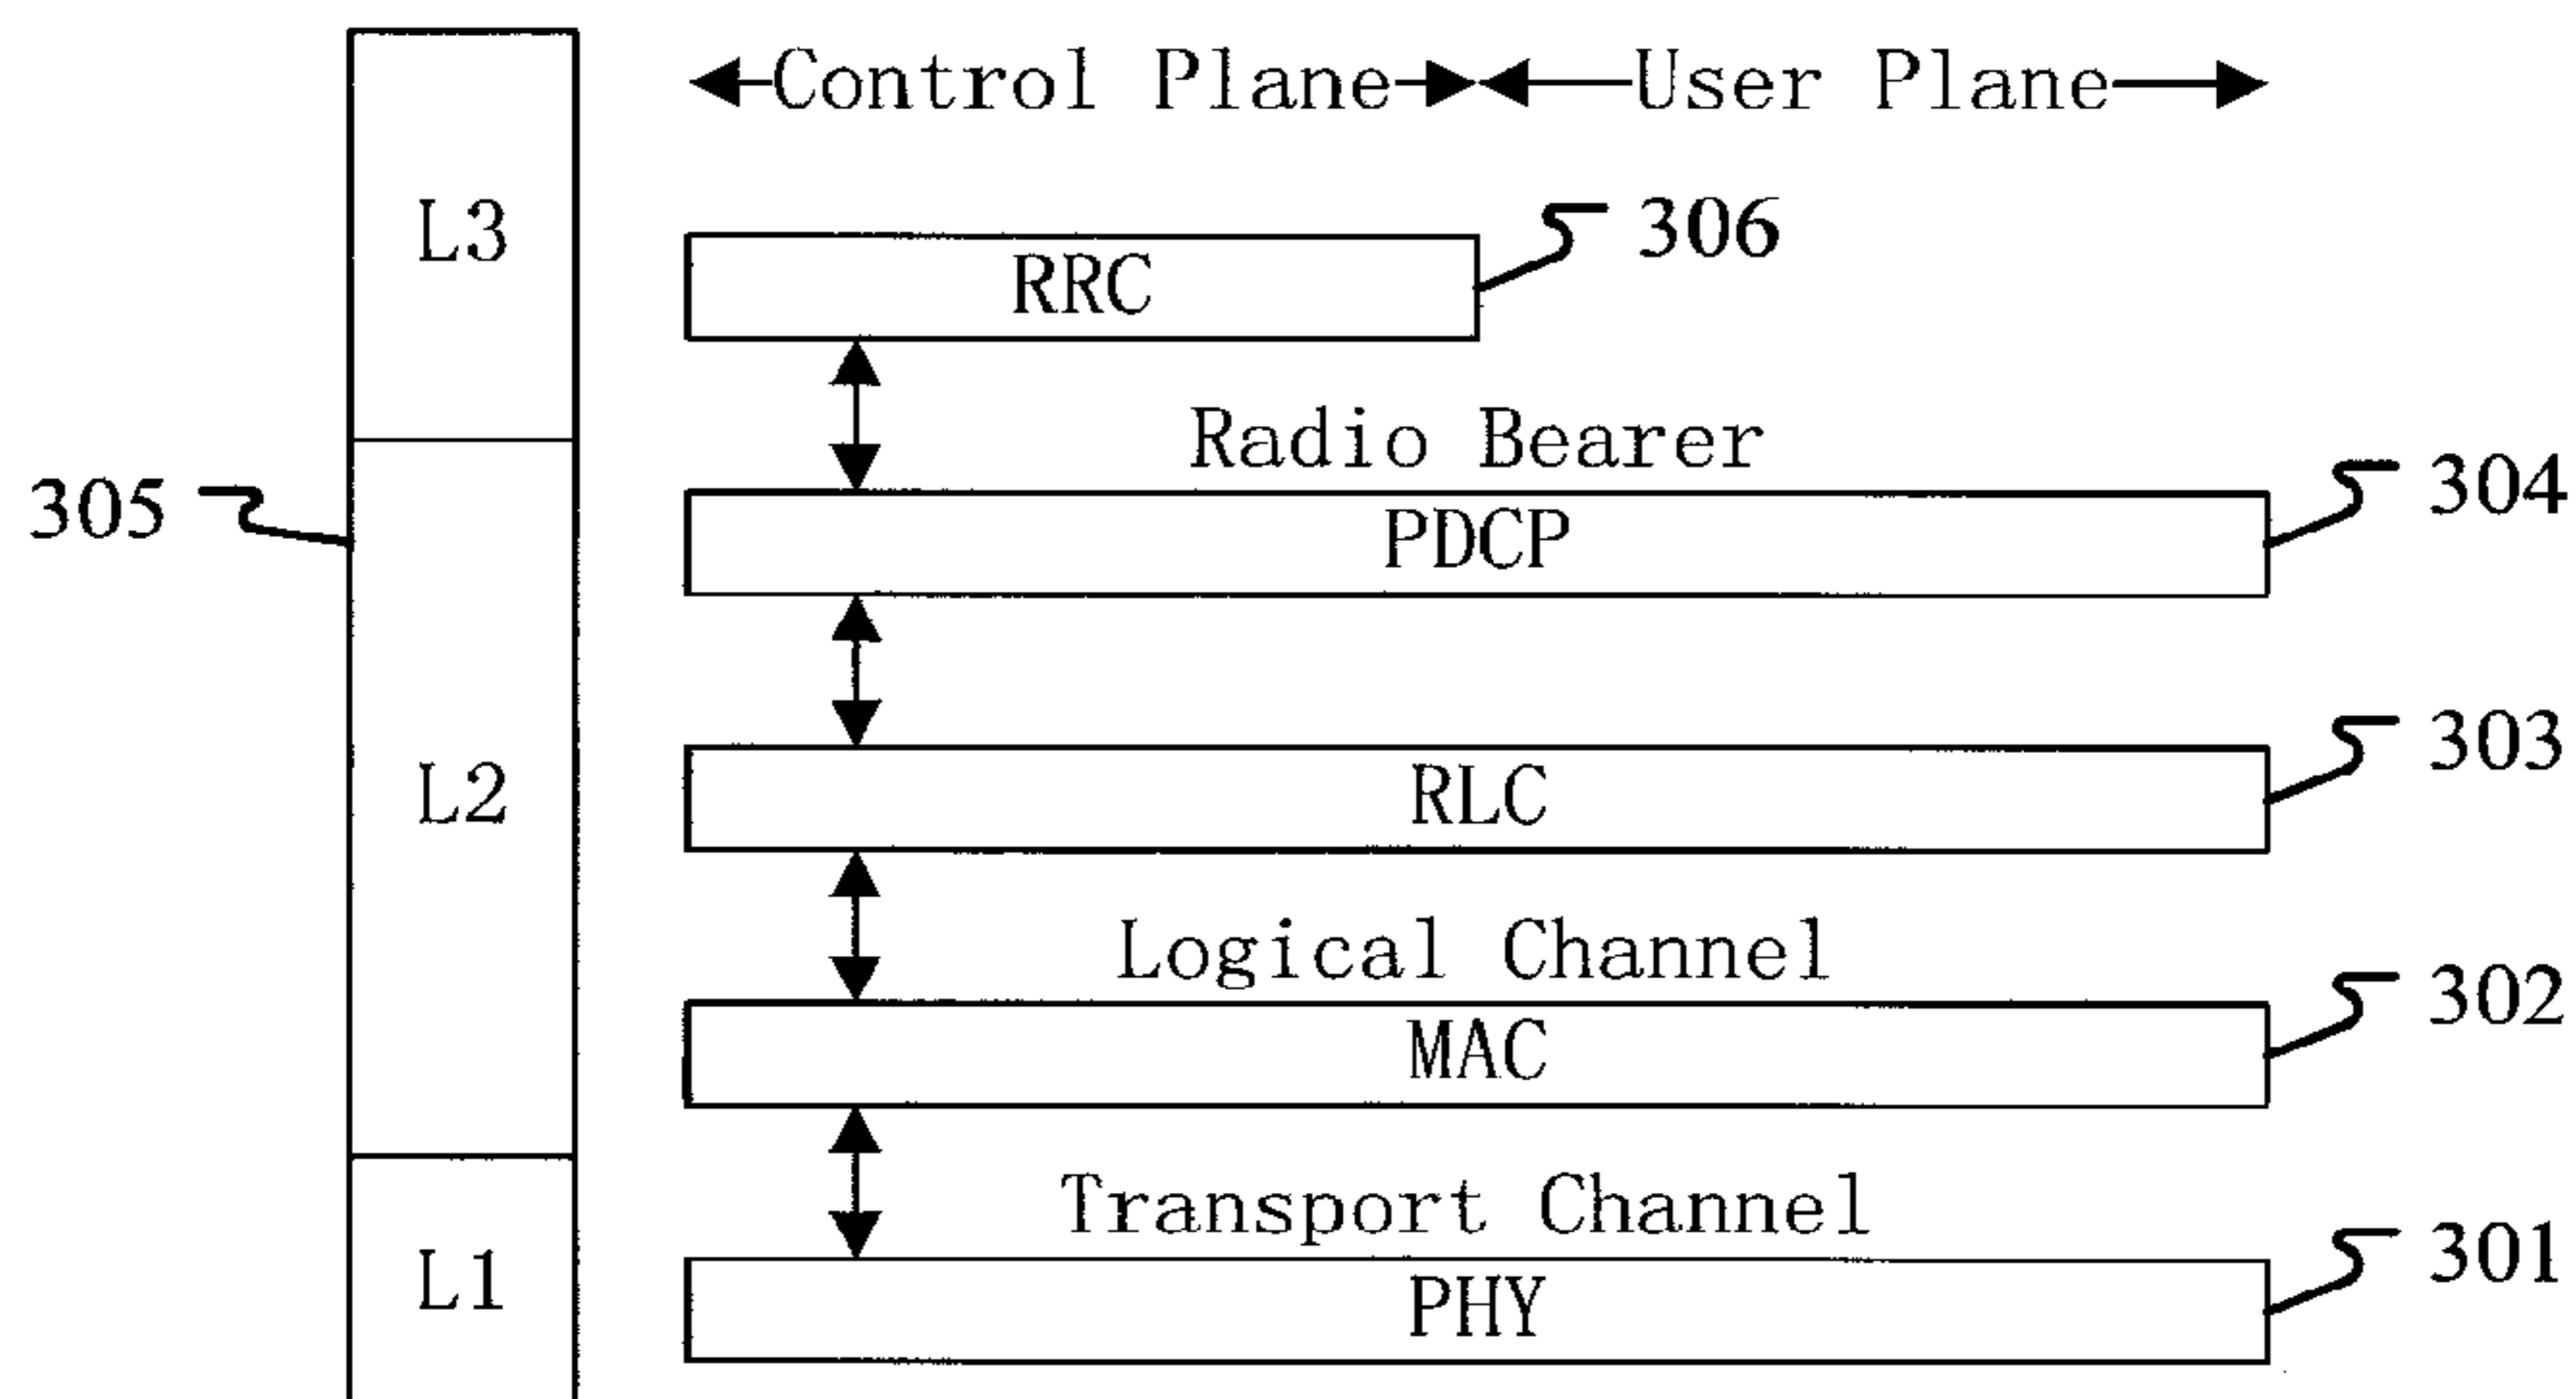 Control Plane User Plane
L3
306
RRC
Radio Bearer
305
304
PDCP
303
L2
RLC
Logical Channel
302
MAC
Transport Channel
301
L1
PHY